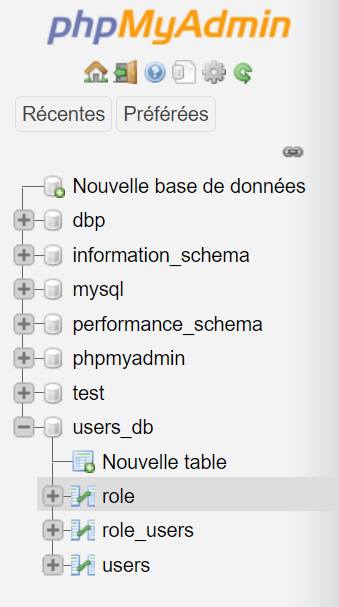 phpMyAdmin
Récentes Préférées
Nouvelle base de données
dbp
information_schema
mysql
performance_schema
phpmyadmin
test
users_db
Nouvelle table
role
role_users
users